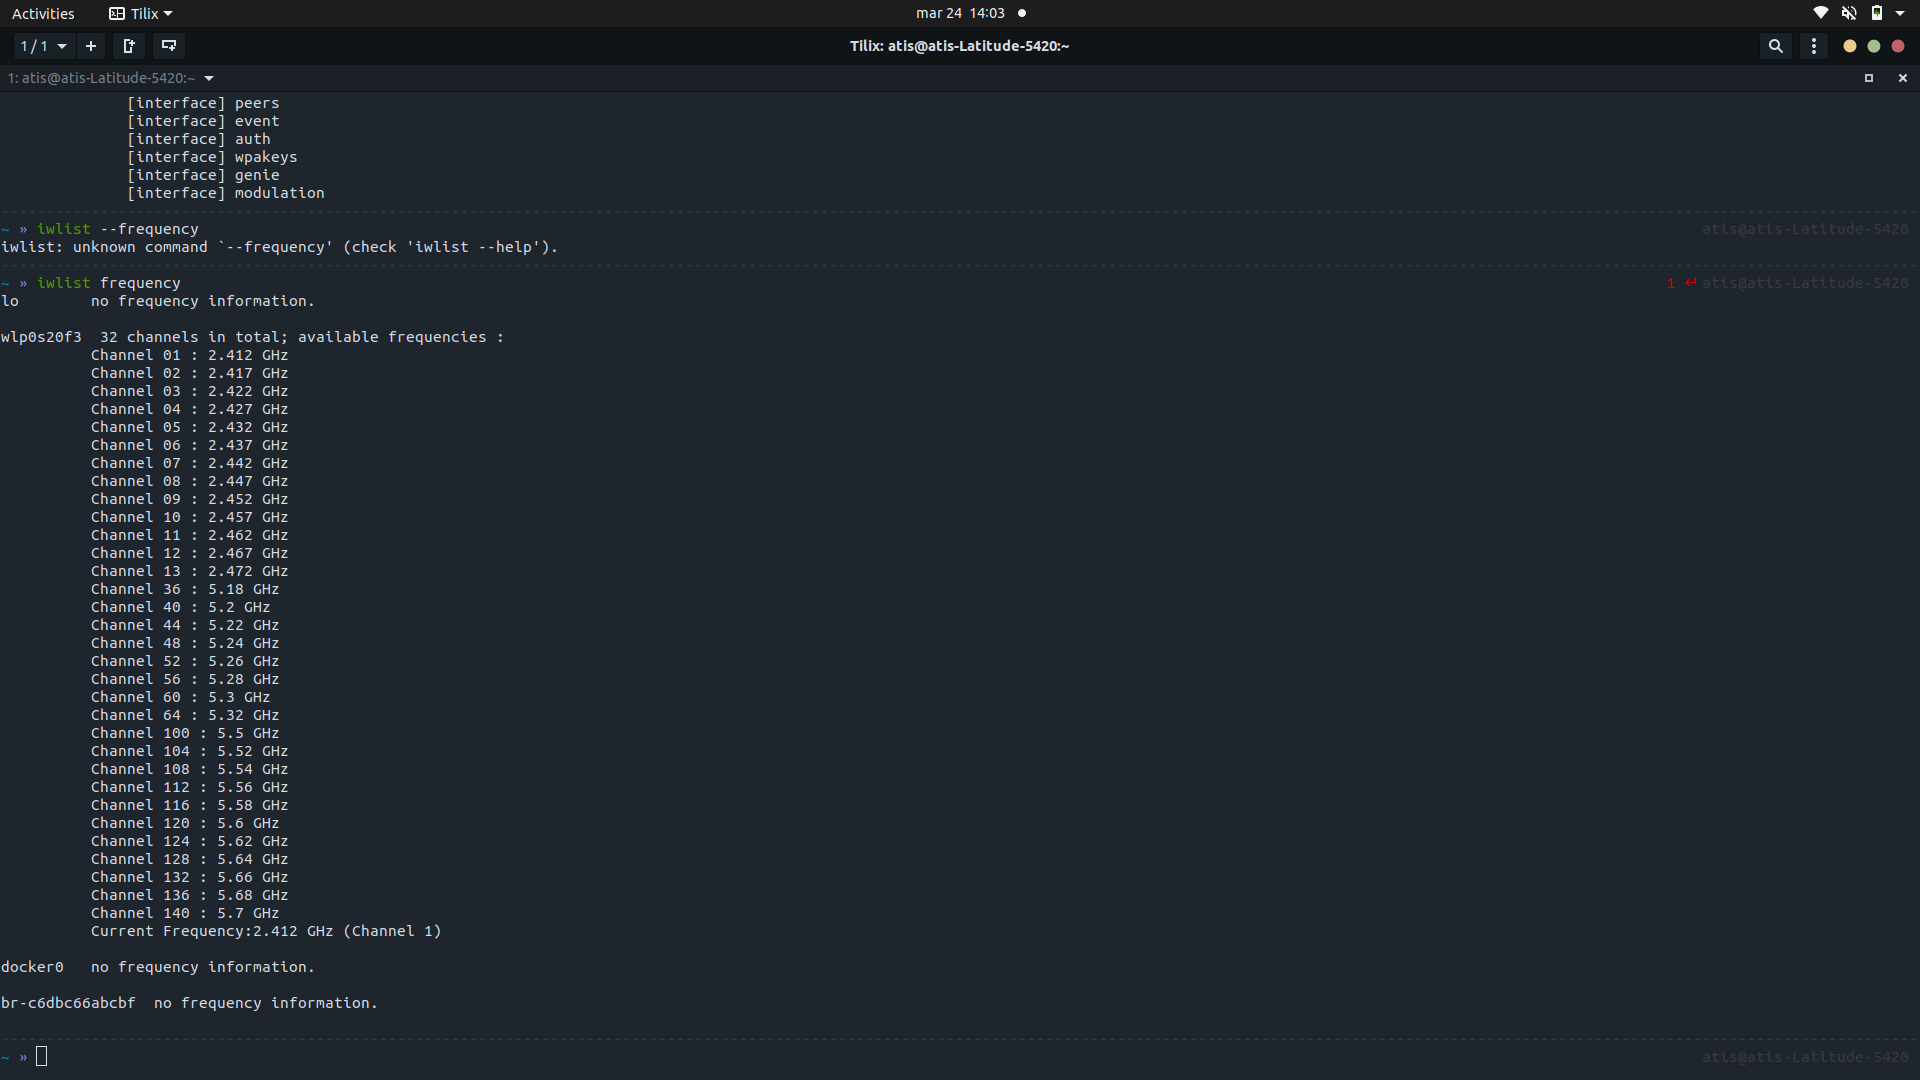 Activities Tilix mar 24 14:03
1 / 1 Tilix: atis@atis-Latitude-5420:~
1: atis@atis-Latitude-5420:~
[interface] peers
[interface] event
[interface] auth
[interface] wpakeys
[interface] genie
[interface] modulation
~ » iwlist --frequency atis@atis-Latitude-5420
iwlist: unknown command `--frequency' (check 'iwlist --help').
~ » iwlist frequency 1 ↵ atis@atis-Latitude-5420
lo no frequency information.
wlp0s20f3 32 channels in total; available frequencies :
Channel 01 : 2.412 GHz
Channel 02 : 2.417 GHz
Channel 03 : 2.422 GHz
Channel 04 : 2.427 GHz
Channel 05 : 2.432 GHz
Channel 06 : 2.437 GHz
Channel 07 : 2.442 GHz
Channel 08 : 2.447 GHz
Channel 09 : 2.452 GHz
Channel 10 : 2.457 GHz
Channel 11 : 2.462 GHz
Channel 12 : 2.467 GHz
Channel 13 : 2.472 GHz
Channel 36 : 5.18 GHz
Channel 40 : 5.2 GHz
Channel 44 : 5.22 GHz
Channel 48 : 5.24 GHz
Channel 52 : 5.26 GHz
Channel 56 : 5.28 GHz
Channel 60 : 5.3 GHz
Channel 64 : 5.32 GHz
Channel 100 : 5.5 GHz
Channel 104 : 5.52 GHz
Channel 108 : 5.54 GHz
Channel 112 : 5.56 GHz
Channel 116 : 5.58 GHz
Channel 120 : 5.6 GHz
Channel 124 : 5.62 GHz
Channel 128 : 5.64 GHz
Channel 132 : 5.66 GHz
Channel 136 : 5.68 GHz
Channel 140 : 5.7 GHz
Current Frequency:2.412 GHz (Channel 1)
docker0 no frequency information.
br-c6dbc66abcbf no frequency information.
~ » atis@atis-Latitude-5420